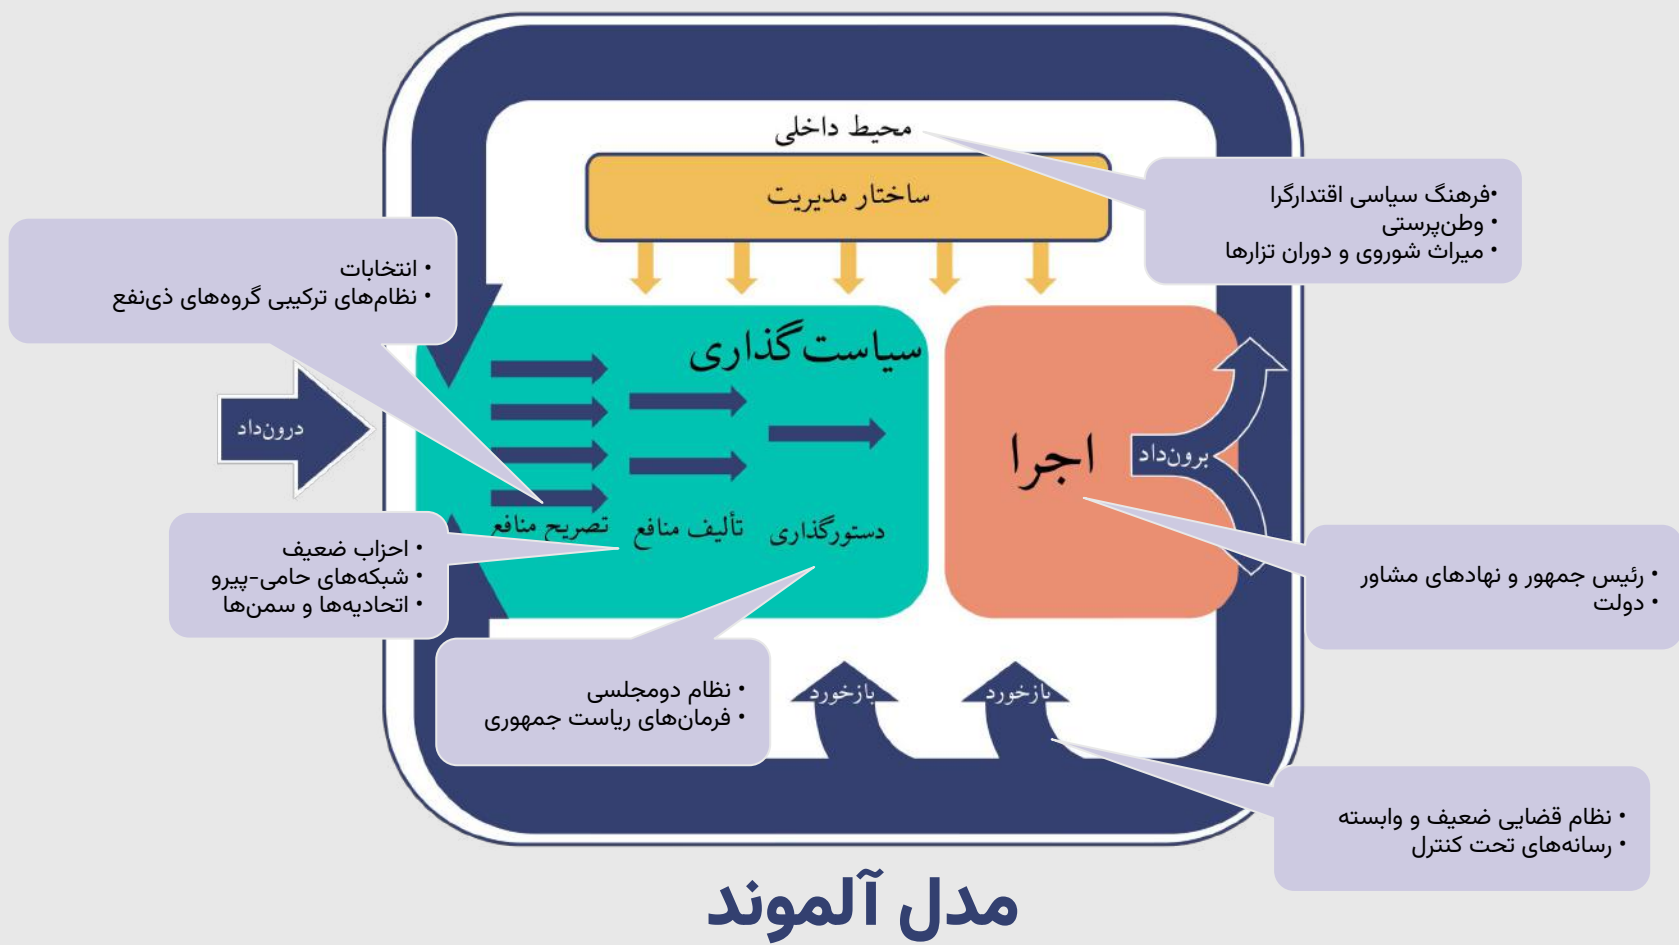 محیط داخلی
ساختار مدیریت
•فرهنگ سیاسی اقتدارگرا
• وطن‌پرستی
• میراث شوروی و دوران تزارها
• انتخابات
• نظام‌های ترکیبی گروه‌های ذی‌نفع
سیاست‌گذاری
درون‌داد
اجرا
برون‌داد
تصریح منافع
تألیف منافع
دستورگذاری
• احزاب ضعیف
• شبکه‌های حامی-پیرو
• اتحادیه‌ها و سمن‌ها
• رئیس جمهور و نهادهای مشاور
• دولت
• نظام دومجلسی
• فرمان‌های ریاست جمهوری
بازخورد
بازخورد
• نظام قضایی ضعیف و وابسته
• رسانه‌های تحت کنترل
مدل آلموند